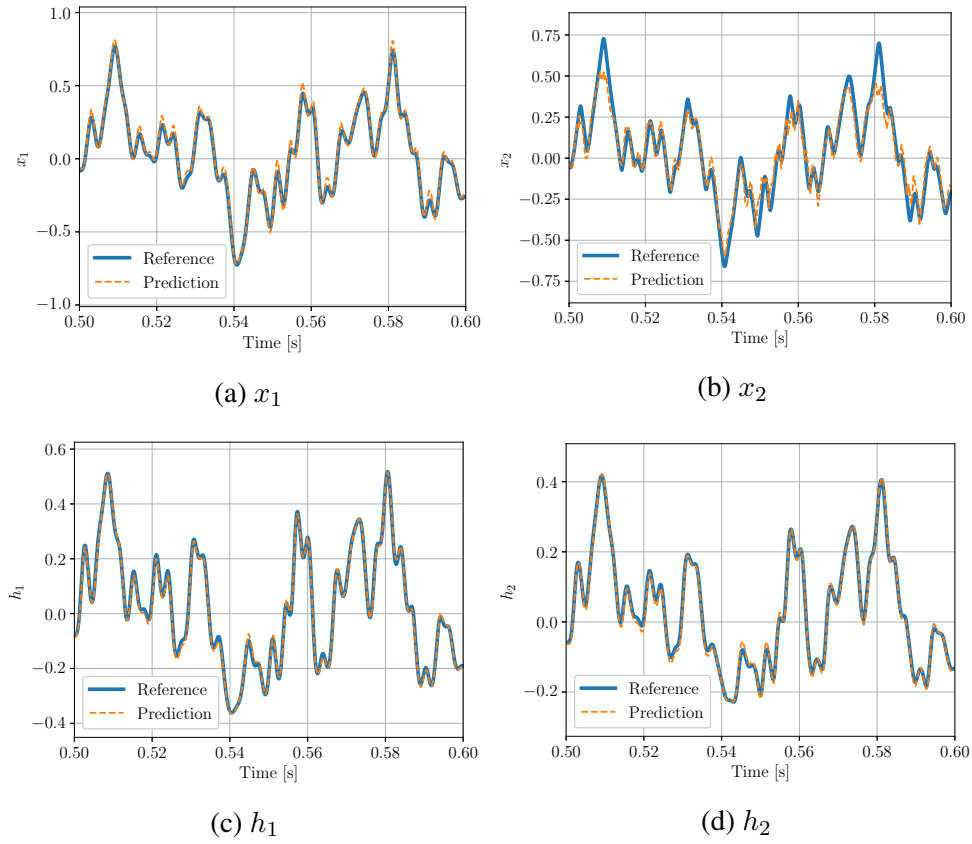 1.0
0.5
0.0
−0.5
−1.0
x1
Reference
Prediction
0.50 0.52 0.54 0.56 0.58 0.60
Time [s]
(a) x1
0.75
0.50
0.25
0.00
−0.25
−0.50
−0.75
x2
Reference
Prediction
0.50 0.52 0.54 0.56 0.58 0.60
Time [s]
(b) x2
0.6
0.4
0.2
0.0
−0.2
−0.4
h1
Reference
Prediction
0.50 0.52 0.54 0.56 0.58 0.60
Time [s]
(c) h1
0.4
0.2
0.0
−0.2
h2
Reference
Prediction
0.50 0.52 0.54 0.56 0.58 0.60
Time [s]
(d) h2